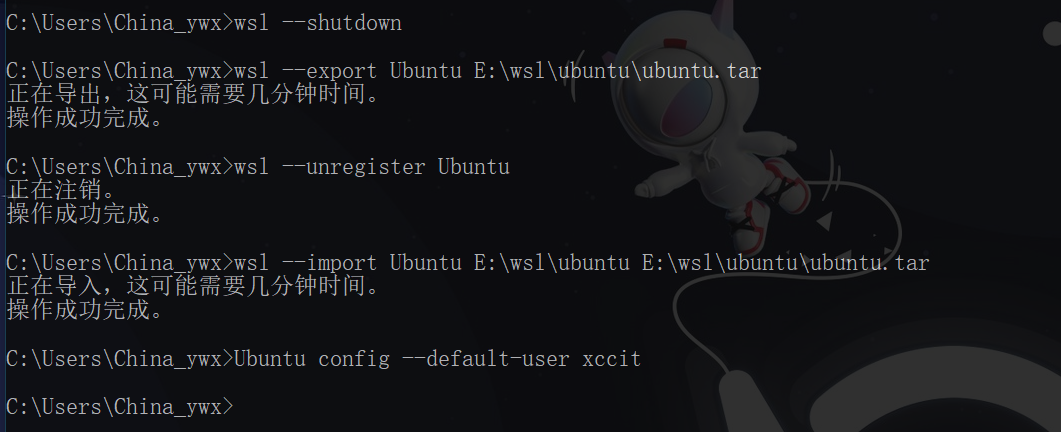 C:\Users\China_ywx>wsl --shutdown
C:\Users\China_ywx>wsl --export Ubuntu E:\wsl\ubuntu\ubuntu.tar
正在导出，这可能需要几分钟时间。
操作成功完成。
C:\Users\China_ywx>wsl --unregister Ubuntu
正在注销。
操作成功完成。
C:\Users\China_ywx>wsl --import Ubuntu E:\wsl\ubuntu E:\wsl\ubuntu\ubuntu.tar
正在导入，这可能需要几分钟时间。
操作成功完成。
C:\Users\China_ywx>Ubuntu config --default-user xccit
C:\Users\China_ywx>